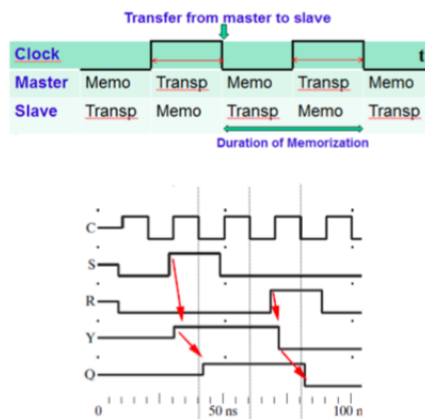 Transfer from master to slave
Clock t
Master Memo Transp Memo Transp Memo
Slave Transp Memo Transp Memo Transp
Duration of Memorization
C
S
R
Y
Q
0 50 ns 100 n